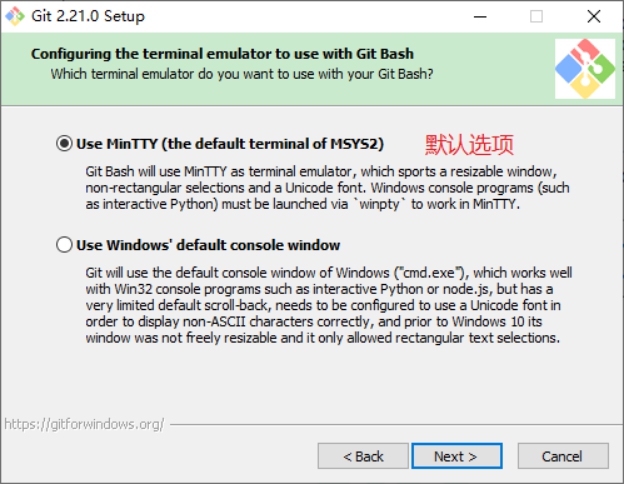 Git 2.21.0 Setup
Configuring the terminal emulator to use with Git Bash
Which terminal emulator do you want to use with your Git Bash?
Use MinTTY (the default terminal of MSYS2) 默认选项
Git Bash will use MinTTY as terminal emulator, which sports a resizable window,
non-rectangular selections and a Unicode font. Windows console programs (such
as interactive Python) must be launched via `winpty` to work in MinTTY.
Use Windows' default console window
Git will use the default console window of Windows ("cmd.exe"), which works well
with Win32 console programs such as interactive Python or node.js, but has a
very limited default scroll-back, needs to be configured to use a Unicode font in
order to display non-ASCII characters correctly, and prior to Windows 10 its
window was not freely resizable and it only allowed rectangular text selections.
https://gitforwindows.org/
< Back Next > Cancel